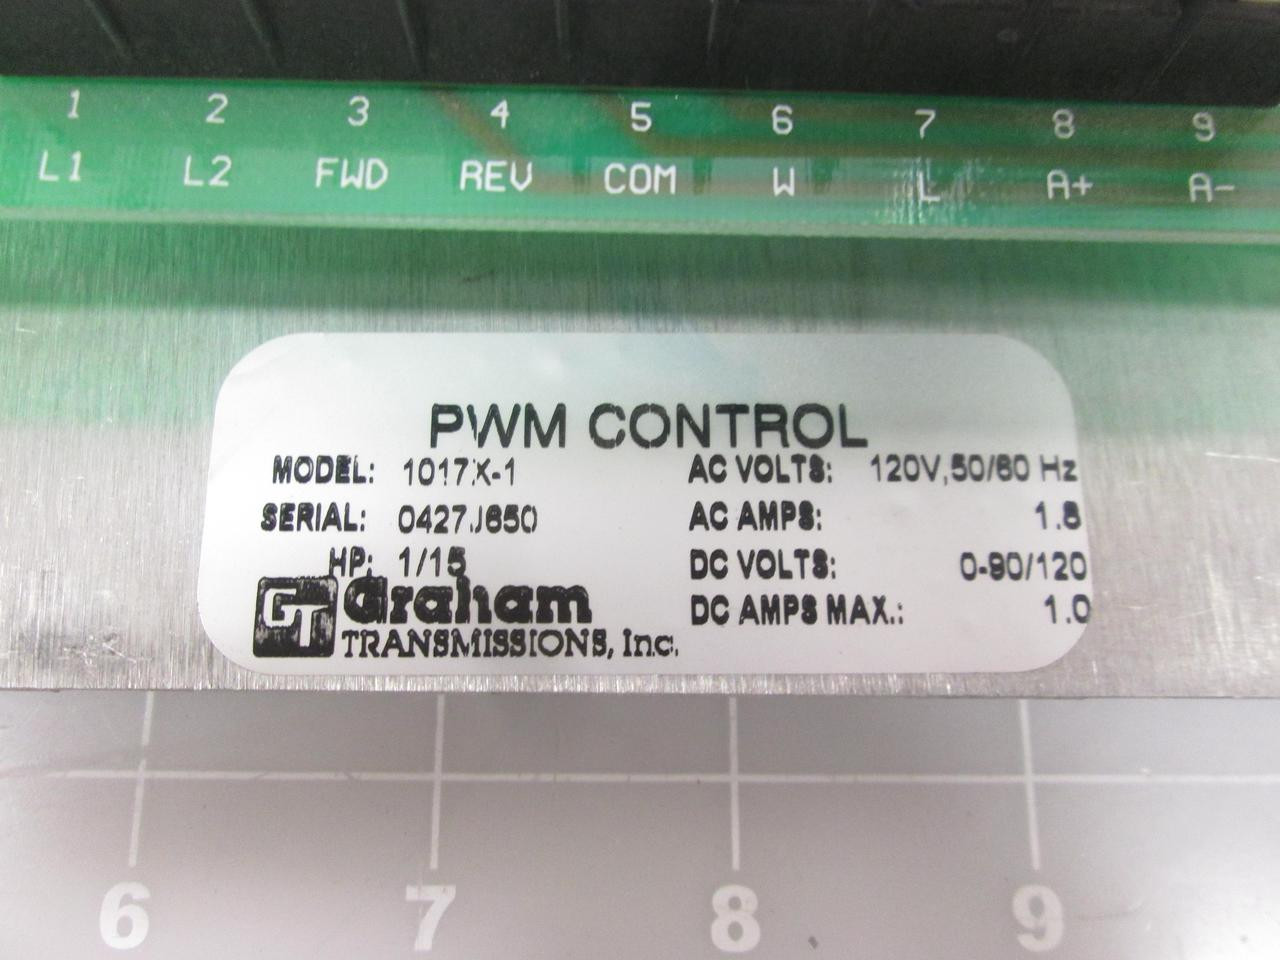 1 2 3 4 5 6 7 8 9
L1 L2 FWD REV COM W L A+ A-
PWM CONTROL
MODEL: 1017X-1 AC VOLTS: 120V,50/60 Hz
SERIAL: 0427J650 AC AMPS: 1.8
HP: 1/15 DC VOLTS: 0-90/120
GT Graham DC AMPS MAX.: 1.0
TRANSMISSIONS, Inc.
6 7 8 9